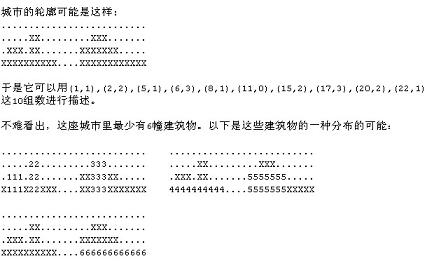 城市的轮廓可能是这样：
..........................
.....XX.........XXX.......
.XXX.XX.......XXXXXXX.....
XXXXXXXXXX....XXXXXXXXXXXX
于是它可以用(1,1),(2,2),(5,1),(6,3),(8,1),(11,0),(15,2),(17,3),(20,2),(22,1)
这10组数进行描述。
不难看出，这座城市里最少有6幢建筑物。以下是这些建筑物的一种分布的可能：
.......................... ..........................
.....22.........333....... .....XX.........XXX.......
.111.22.......XX333XX..... .XXX.XX.......5555555.....
X111X22XXX....XX333XXXXXXX 4444444444....5555555XXXXX
..........................
.....XX.........XXX.......
.XXX.XX.......XXXXXXX.....
XXXXXXXXXX....666666666666